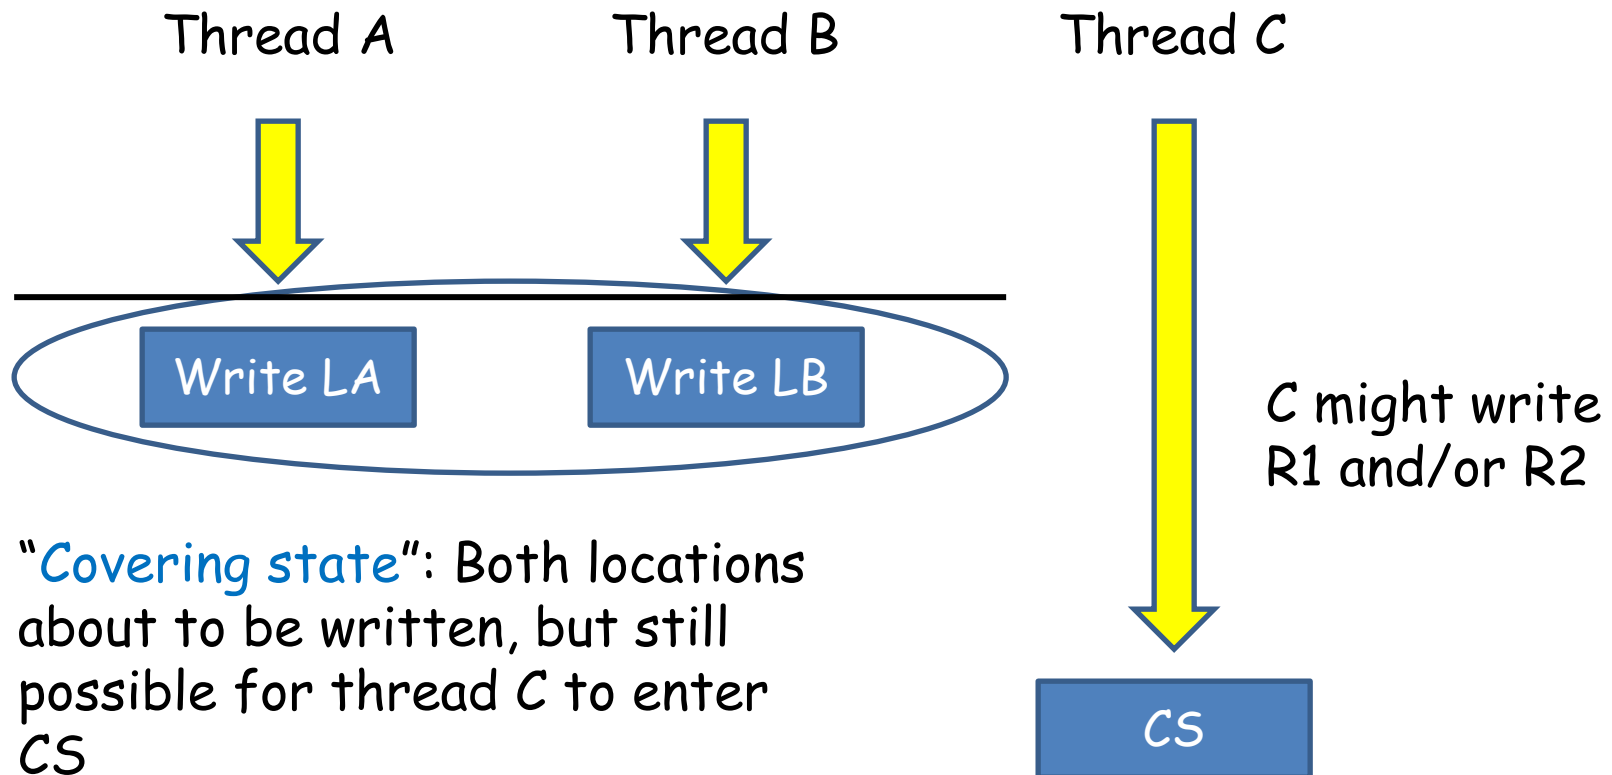 Thread A
Thread B
Thread C
Write LA
Write LB
C might write
R1 and/or R2
“Covering state”: Both locations
about to be written, but still
possible for thread C to enter
CS
CS